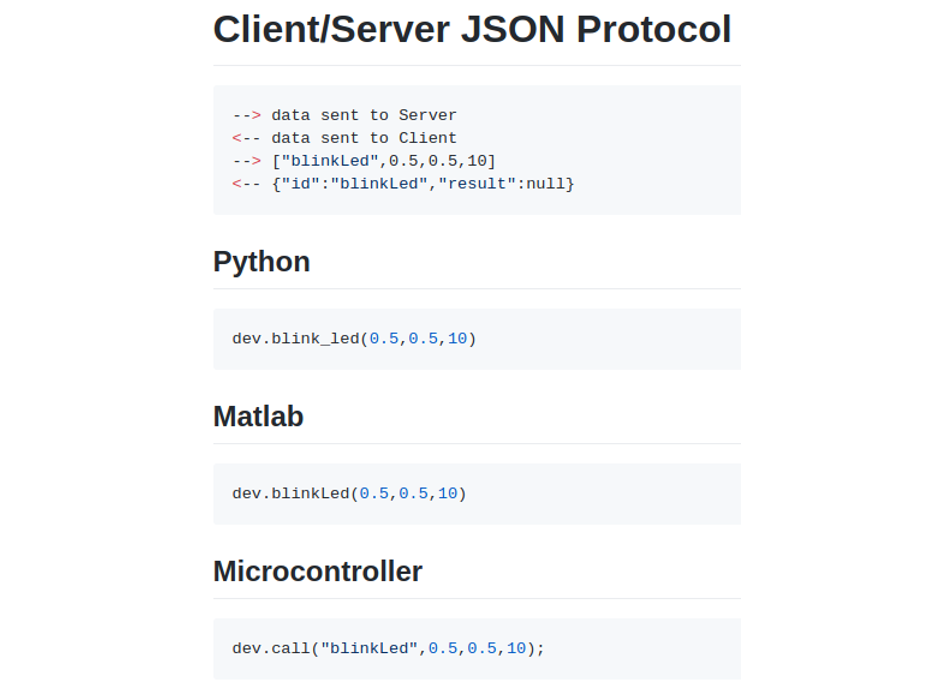 Client/Server JSON Protocol
--> data sent to Server
<-- data sent to Client
--> ["blinkLed",0.5,0.5,10]
<-- {"id":"blinkLed","result":null}
Python
dev.blink_led(0.5,0.5,10)
Matlab
dev.blinkLed(0.5,0.5,10)
Microcontroller
dev.call("blinkLed",0.5,0.5,10);